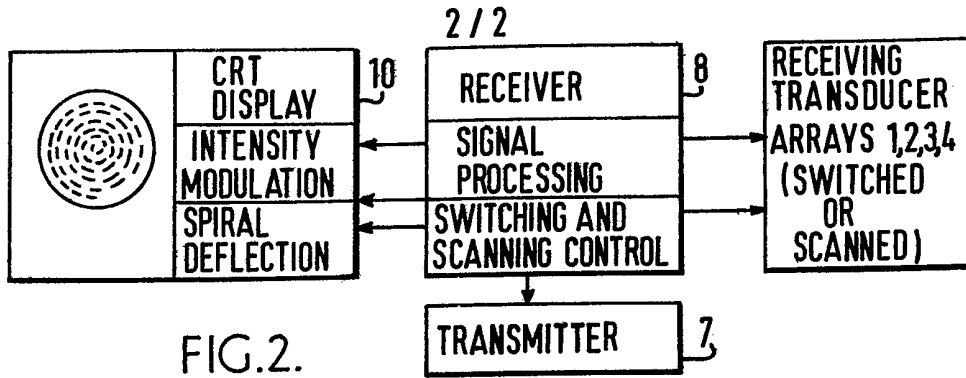 2 / 2
CRT
DISPLAY
10
INTENSITY
MODULATION
SPIRAL
DEFLECTION
RECEIVER
8
SIGNAL
PROCESSING
SWITCHING AND
SCANNING CONTROL
RECEIVING
TRANSDUCER
ARRAYS 1,2,3,4
(SWITCHED
OR
SCANNED)
TRANSMITTER
7
FIG.2.